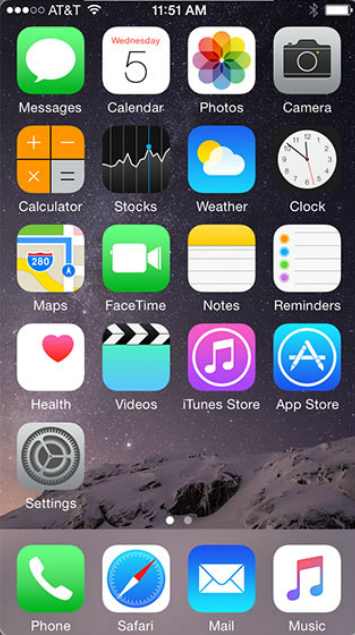 AT&T 11:51 AM
Messages Calendar Photos Camera
Wednesday
5
Calculator Stocks Weather Clock
280
Maps FaceTime Notes Reminders
Health Videos iTunes Store App Store
Settings
Phone Safari Mail Music